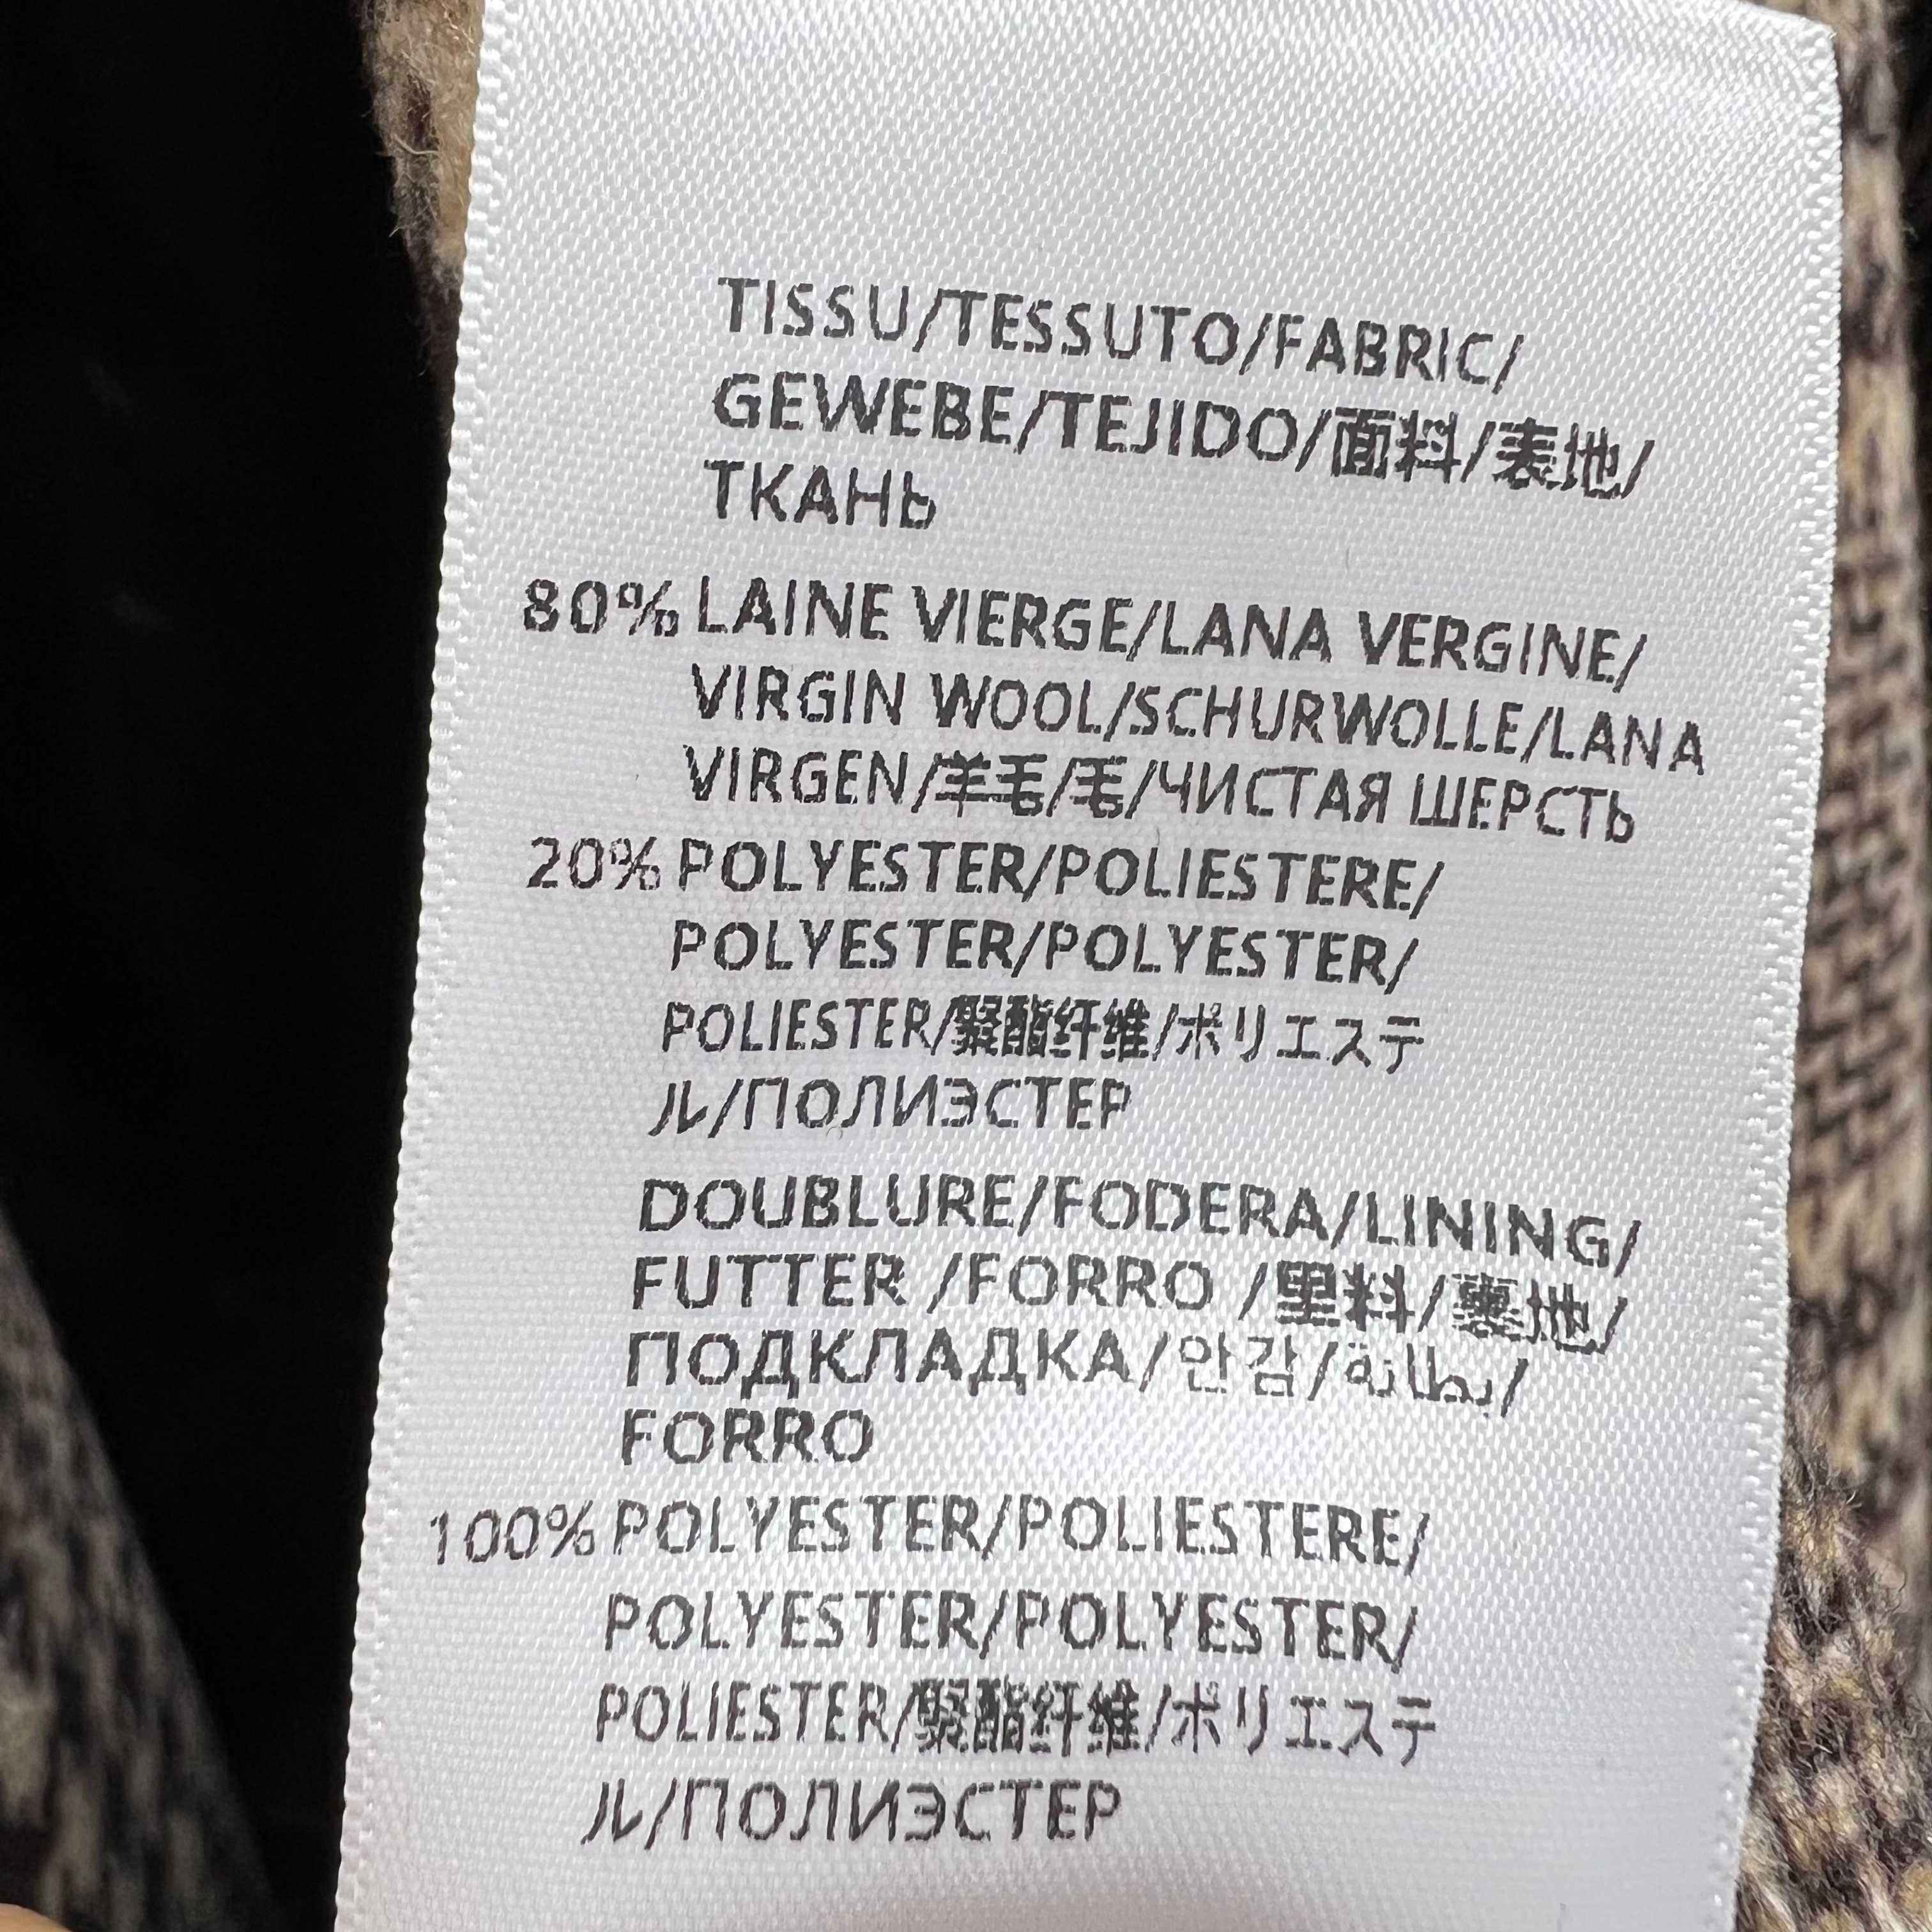 TISSU/TESSUTO/FABRIC/
GEWEBE/TEJIDO/面料/表地/
ТКАНЬ
80% LAINE VIERGE/LANA VERGINE/
VIRGIN WOOL/SCHURWOLLE/LANA
VIRGEN/羊毛/毛/ЧИСТАЯ ШЕРСТЬ
20% POLYESTER/POLIESTERE/
POLYESTER/POLYESTER/
POLIESTER/聚酯纤维/ポリエステ
ル/ПОЛИЭСТЕР
DOUBLURE/FODERA/LINING/
FUTTER /FORRO /里料/裏地/
ПОДКЛАДКА/안감/بطانة/
FORRO
100% POLYESTER/POLIESTERE/
POLYESTER/POLYESTER/
POLIESTER/聚酯纤维/ポリエステ
ル/ПОЛИЭСТЕР